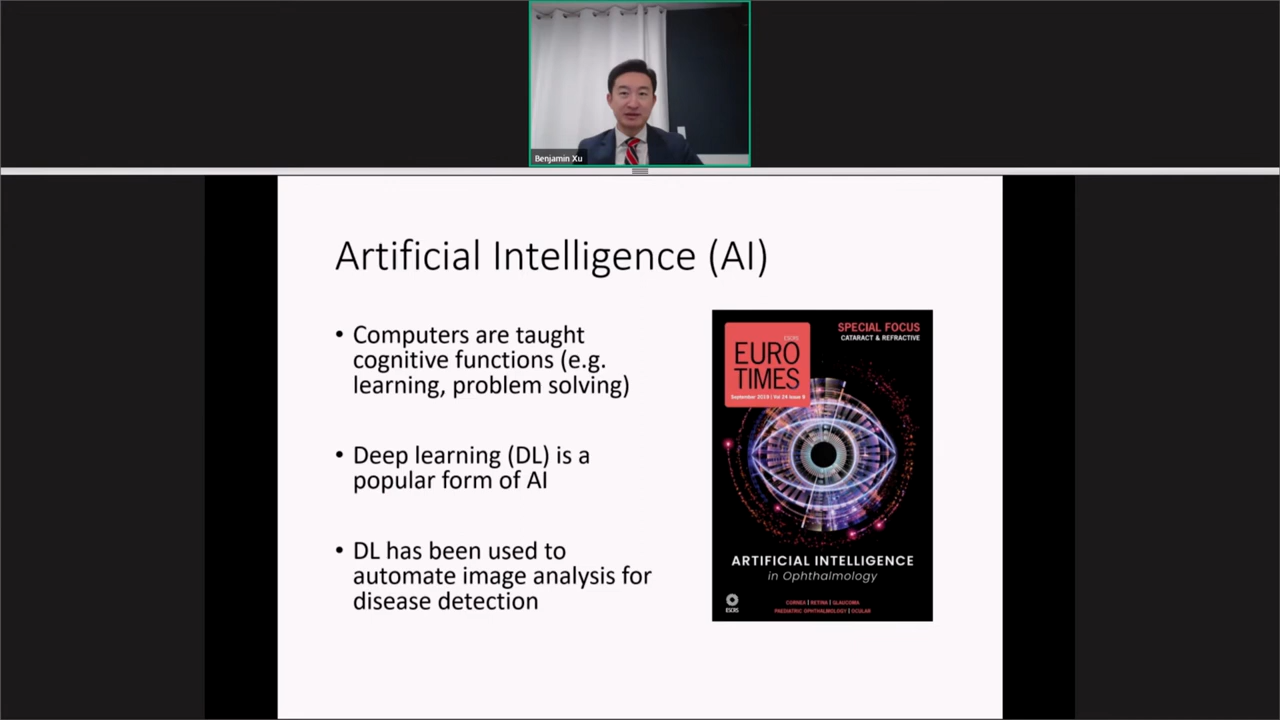 Benjamin Xu
Artificial Intelligence (AI)
• Computers are taught
cognitive functions (e.g.
learning, problem solving)
• Deep learning (DL) is a
popular form of AI
• DL has been used to
automate image analysis for
disease detection
SPECIAL FOCUS
CATARACT & REFRACTIVE
ESCRS
EURO
TIMES
September 2019 | Vol 24 Issue 9
ARTIFICIAL INTELLIGENCE
in Ophthalmology
CORNEA | RETINA | GLAUCOMA
PAEDIATRIC OPHTHALMOLOGY | OCULAR
ESCRS